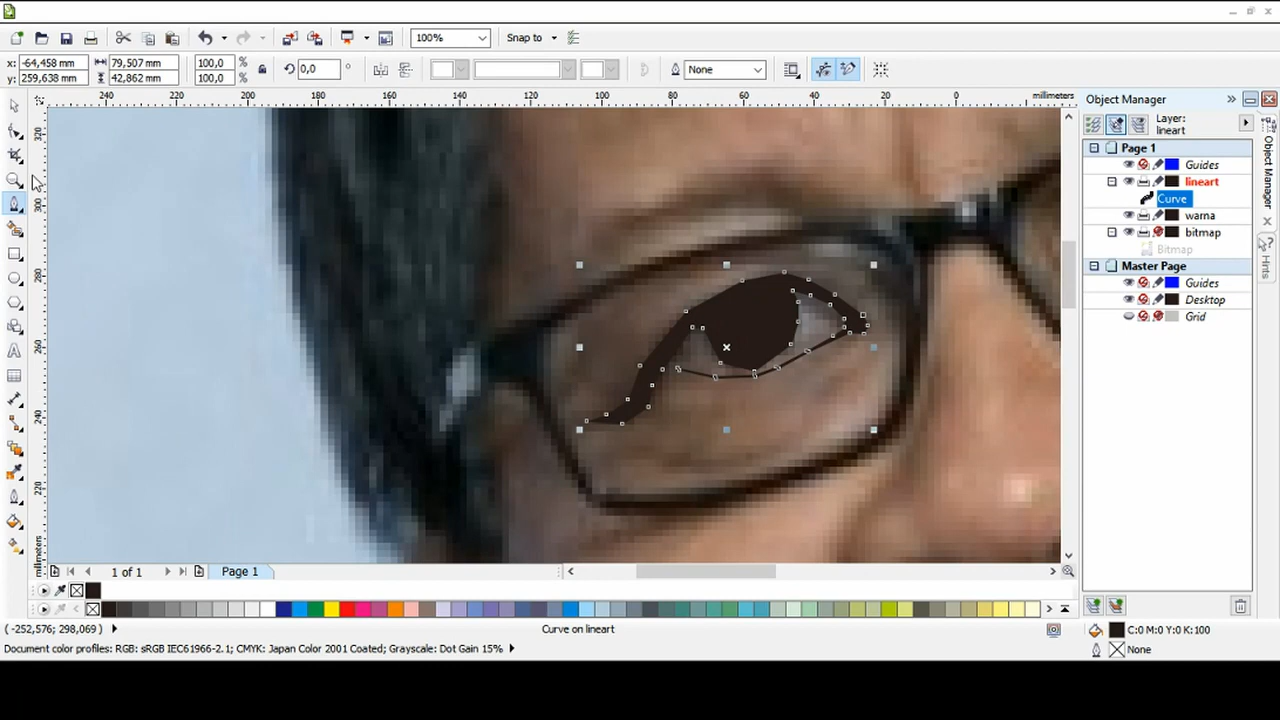 100%
Snap to
x: -64,458 mm
79,507 mm
100,0 %
0,0 °
None
y: 259,638 mm
42,862 mm
100,0 %
240 220 200 180 160 140 120 100 80 60 40 20 0 millimeters
320
300
280
260
240
220
millimeters
1 of 1
Page 1
Object Manager
Layer:
lineart
Page 1
Guides
lineart
Curve
warna
bitmap
Bitmap
Master Page
Guides
Desktop
Grid
Object Manager
Hints
( -252,576; 298,069 )
Curve on lineart
C:0 M:0 Y:0 K:100
Document color profiles: RGB: sRGB IEC61966-2.1; CMYK: Japan Color 2001 Coated; Grayscale: Dot Gain 15%
None